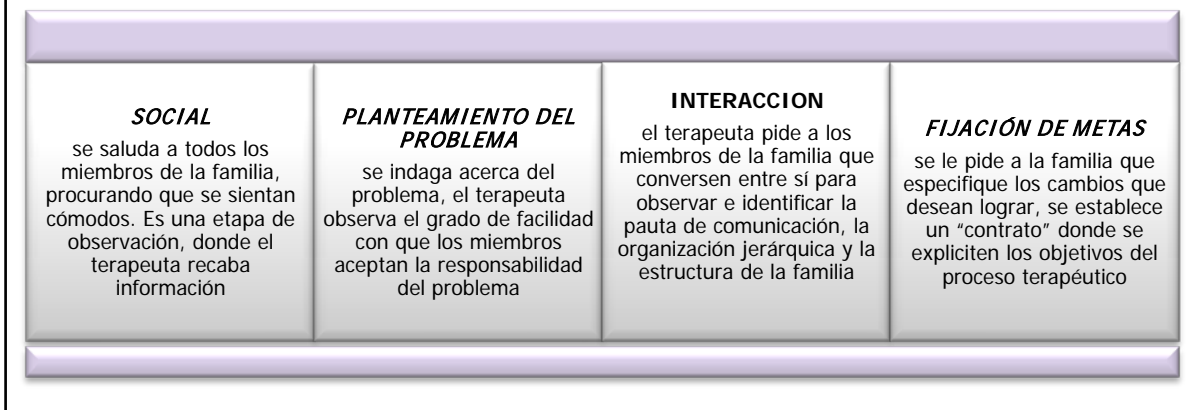 SOCIAL
se saluda a todos los
miembros de la familia,
procurando que se sientan
cómodos. Es una etapa de
observación, donde el
terapeuta recaba
información
PLANTEAMIENTO DEL
PROBLEMA
se indaga acerca del
problema, el terapeuta
observa el grado de facilidad
con que los miembros
aceptan la responsabilidad
del problema
INTERACCION
el terapeuta pide a los
miembros de la familia que
conversen entre sí para
observar e identificar la
pauta de comunicación, la
organización jerárquica y la
estructura de la familia
FIJACIÓN DE METAS
se le pide a la familia que
especifique los cambios que
desean lograr, se establece
un “contrato” donde se
expliciten los objetivos del
proceso terapéutico